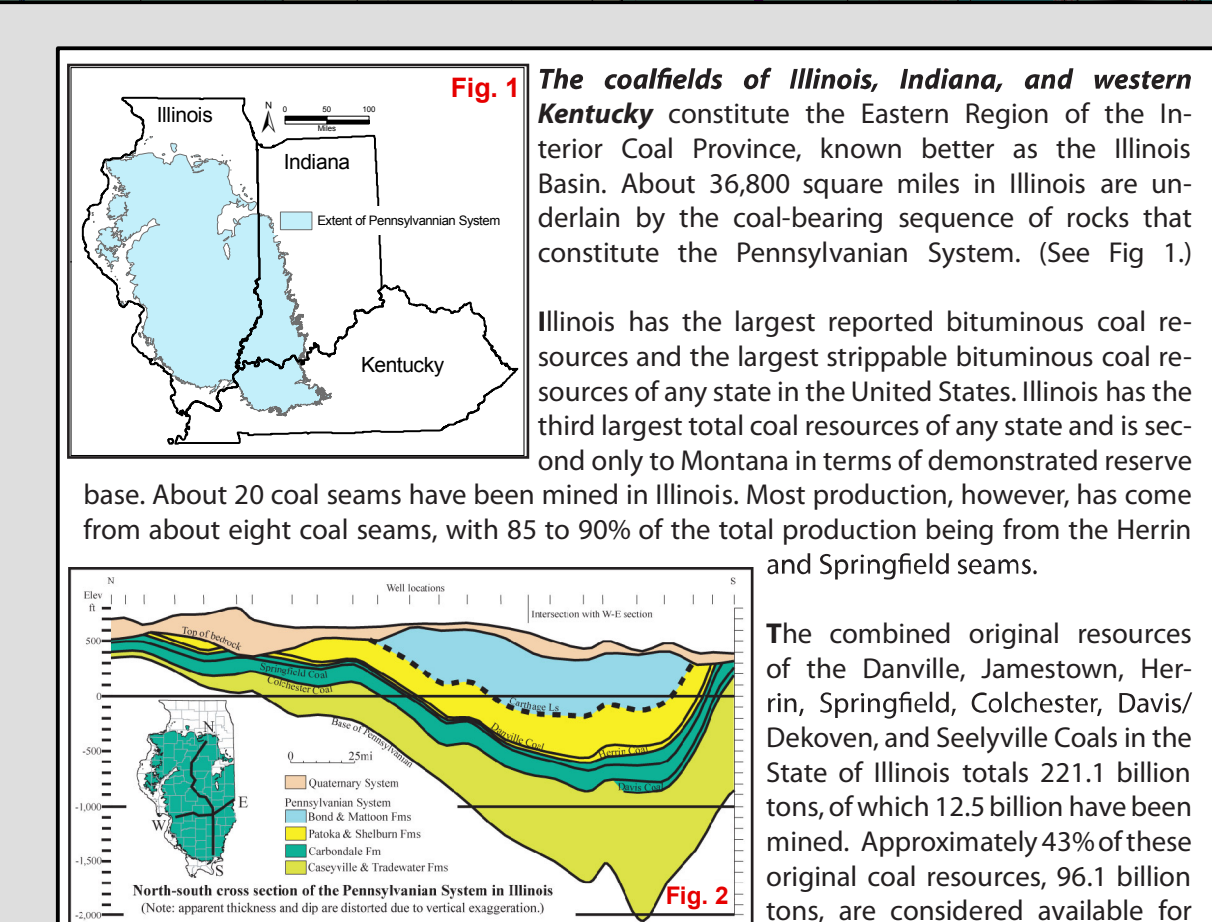 Fig. 1
Illinois
N
0 50 100
Miles
Indiana
Extent of Pennsylvannian System
Kentucky
The coalfields of Illinois, Indiana, and western
Kentucky constitute the Eastern Region of the In-
terior Coal Province, known better as the Illinois
Basin. About 36,800 square miles in Illinois are un-
derlain by the coal-bearing sequence of rocks that
constitute the Pennsylvanian System. (See Fig 1.)
Illinois has the largest reported bituminous coal re-
sources and the largest strippable bituminous coal re-
sources of any state in the United States. Illinois has the
third largest total coal resources of any state and is sec-
ond only to Montana in terms of demonstrated reserve
base. About 20 coal seams have been mined in Illinois. Most production, however, has come
from about eight coal seams, with 85 to 90% of the total production being from the Herrin
and Springfield seams.
The combined original resources
of the Danville, Jamestown, Her-
rin, Springfield, Colchester, Davis/
Dekoven, and Seelyville Coals in the
State of Illinois totals 221.1 billion
tons, of which 12.5 billion have been
mined. Approximately 43% of these
original coal resources, 96.1 billion
tons, are considered available for
N
S
Elev
ft
Well locations
Intersection with W-E section
500
0
-500
-1,000
-1,500
-2,000
Top of bedrock
Springfield Coal
Colchester Coal
Base of Pennsylvanian
Carthage Ls
Danville Coal
Herrin Coal
Davis Coal
N
E
W
S
0 25mi
Quaternary System
Pennsylvanian System
Bond & Mattoon Fms
Patoka & Shelburn Fms
Carbondale Fm
Caseyville & Tradewater Fms
North-south cross section of the Pennsylvanian System in Illinois
(Note: apparent thickness and dip are distorted due to vertical exaggeration.)
Fig. 2